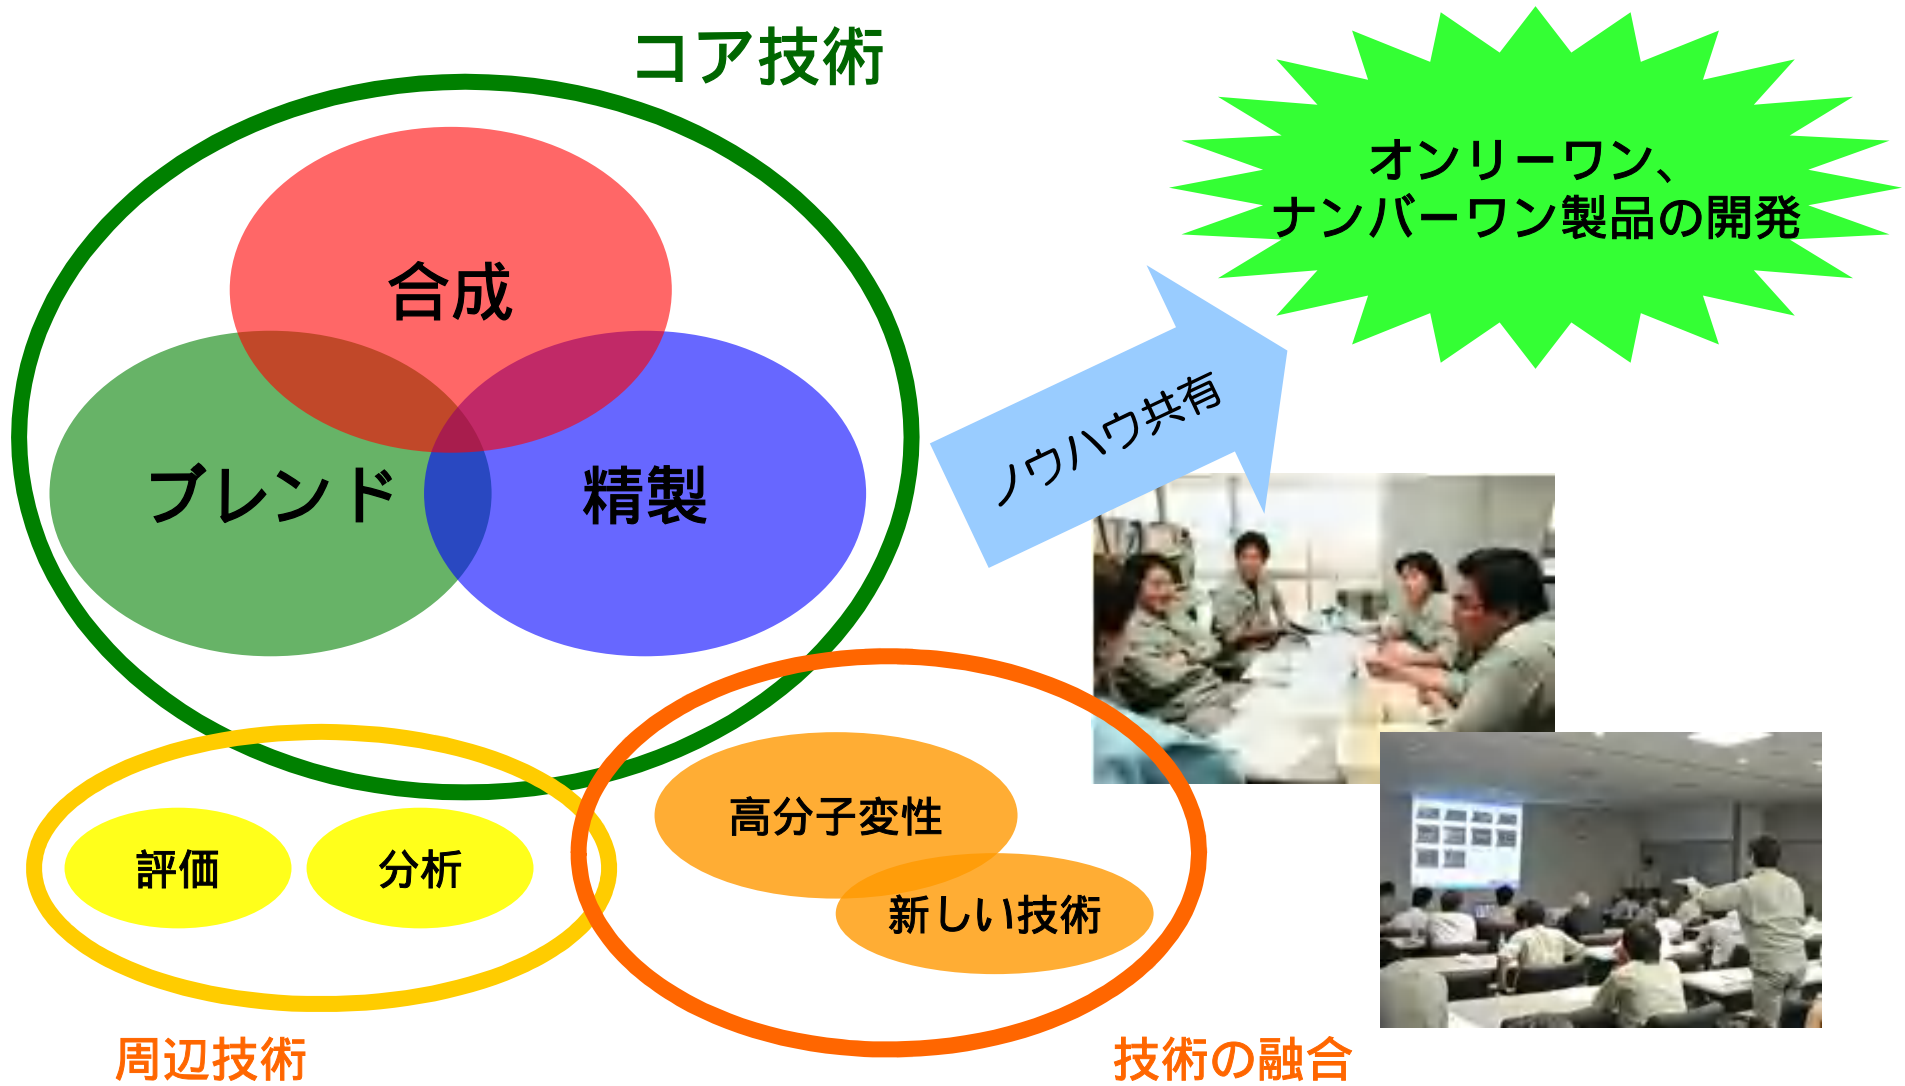 コア技術
オンリーワン、
ナンバーワン製品の開発
合成
ブレンド
精製
ノウハウ共有
高分子変性
新しい技術
評価
分析
周辺技術
技術の融合